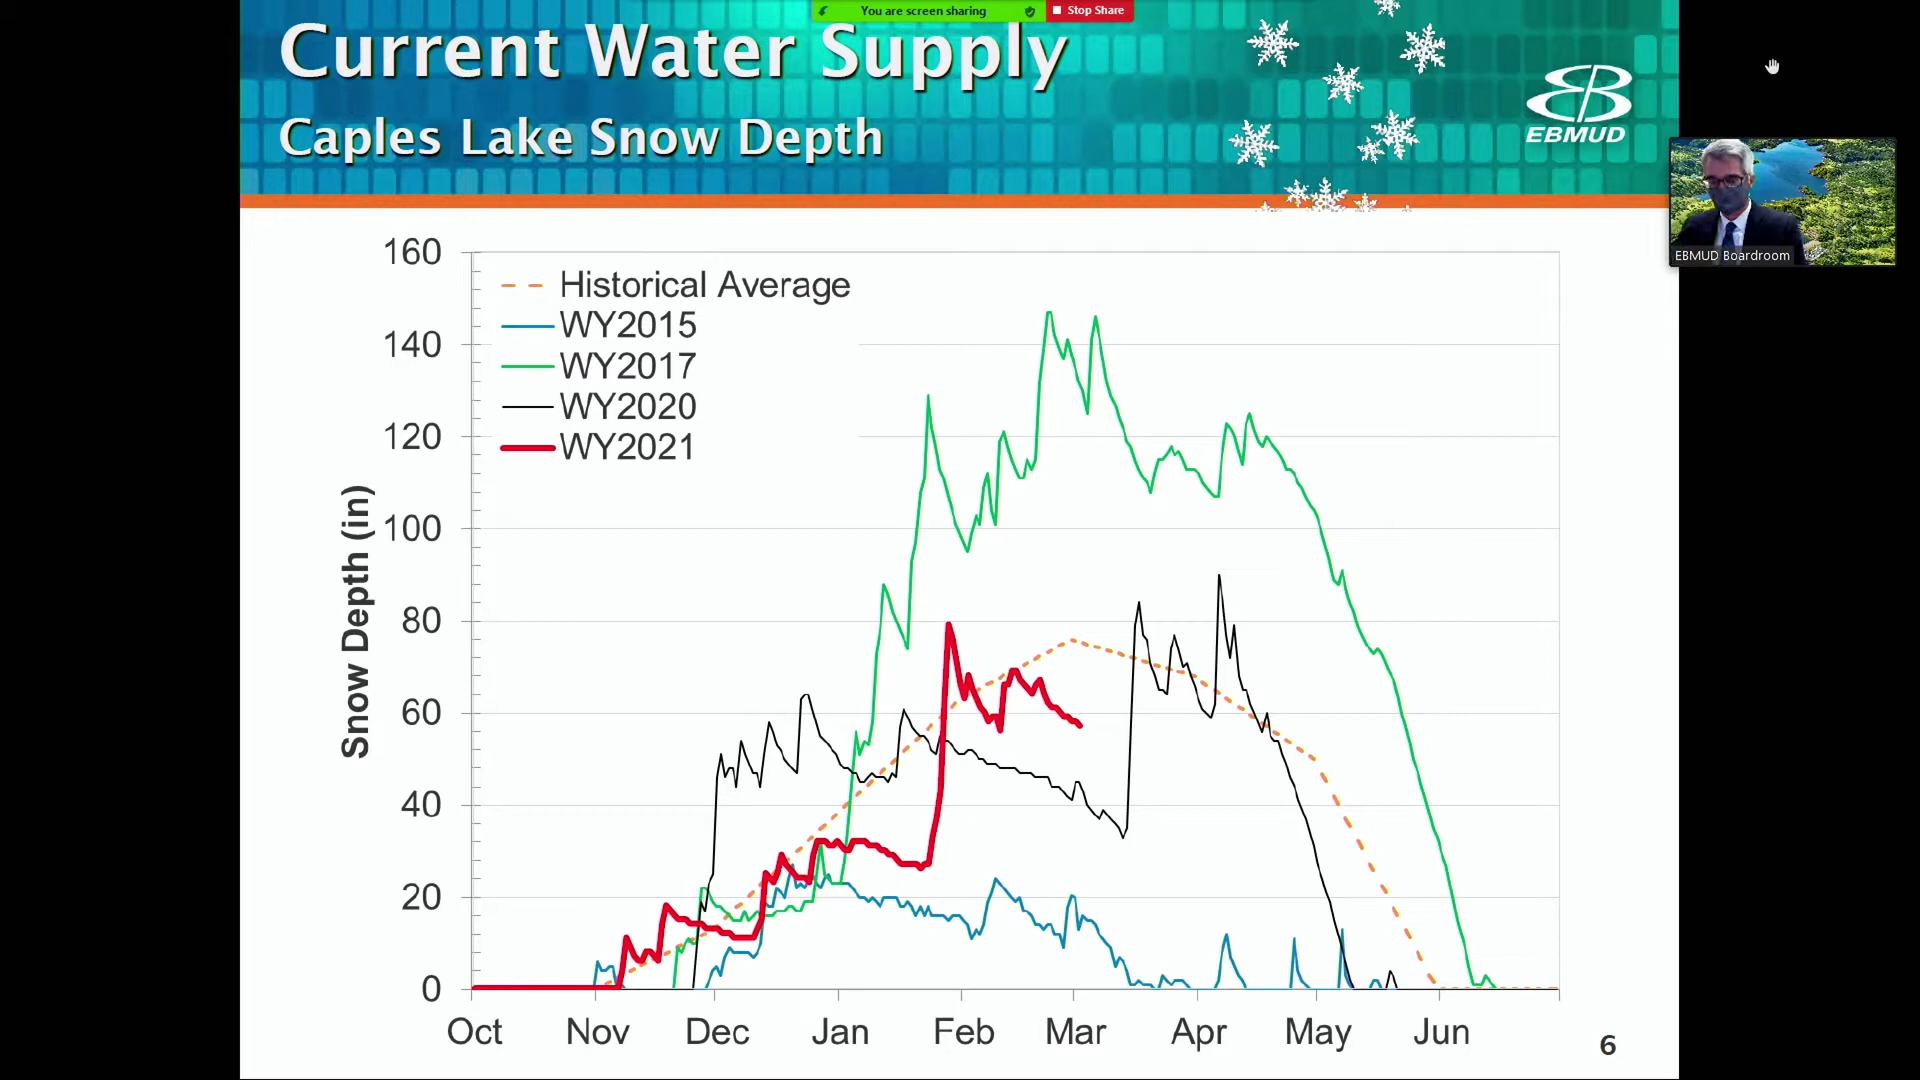 You are screen sharing
Stop Share
Current Water Supply
Caples Lake Snow Depth
EBMUD
EBMUD Boardroom
Historical Average
WY2015
WY2017
WY2020
WY2021
Snow Depth (in)
160
140
120
100
80
60
40
20
0
Oct Nov Dec Jan Feb Mar Apr May Jun
6